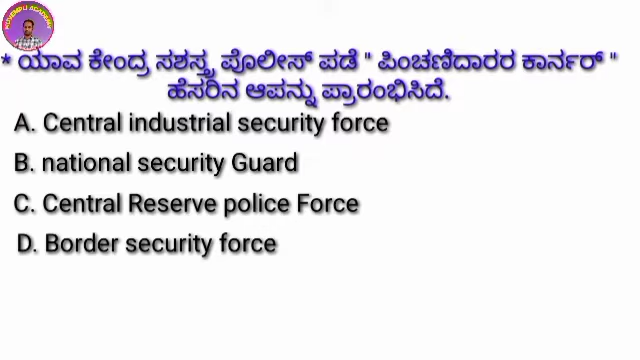 * ಯಾವ ಕೇಂದ್ರ ಸಶಸ್ತ್ರ ಪೊಲೀಸ್ ಪಡೆ " ಪಿಂಚಣಿದಾರರ ಕಾರ್ನರ್ "
ಹೆಸರಿನ ಆಪನ್ನು ಪ್ರಾರಂಭಿಸಿದೆ.
A. Central industrial security force
B. national security Guard
C. Central Reserve police Force
D. Border security force